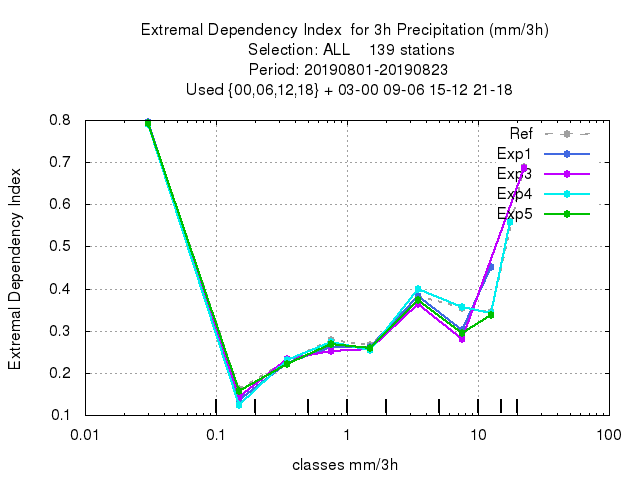 Extremal Dependency Index  for 3h Precipitation (mm/3h)
Selection: ALL    139 stations
Period: 20190801-20190823
Used {00,06,12,18} + 03-00 09-06 15-12 21-18
Extremal Dependency Index
0.8
0.7
0.6
0.5
0.4
0.3
0.2
0.1
Ref
Exp1
Exp3
Exp4
Exp5
0.01
0.1
1
10
100
classes mm/3h